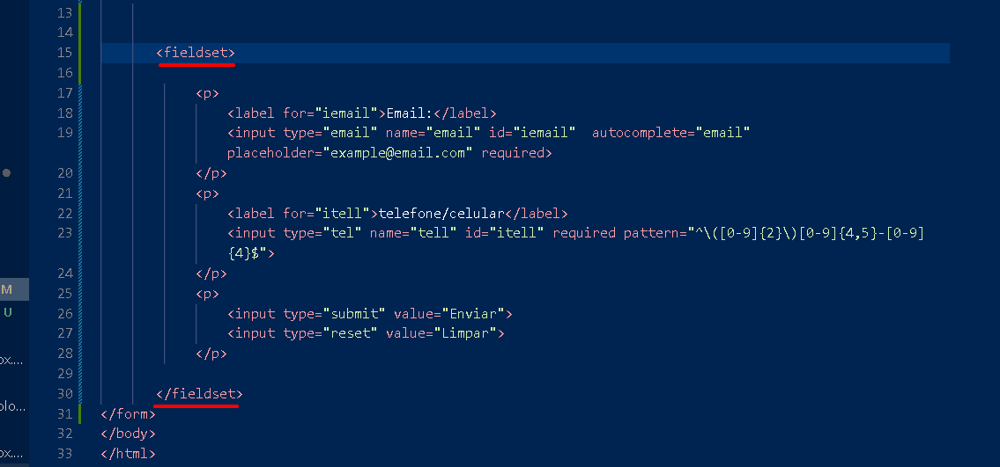 13
14
15 <fieldset>
16
17 <p>
18 <label for="iemail">Email:</label>
19 <input type="email" name="email" id="iemail"  autocomplete="email"
placeholder="example@email.com" required>
20 </p>
21 <p>
22 <label for="itell">telefone/celular</label>
23 <input type="tel" name="tell" id="itell" required pattern="^\([0-9]{2}\)[0-9]{4,5}-[0-9]
{4}$">
24 </p>
25 <p>
26 <input type="submit" value="Enviar">
27 <input type="reset" value="Limpar">
28 </p>
29
30 </fieldset>
31 </form>
32 </body>
33 </html>
M
U
ox....
olo...
ox....